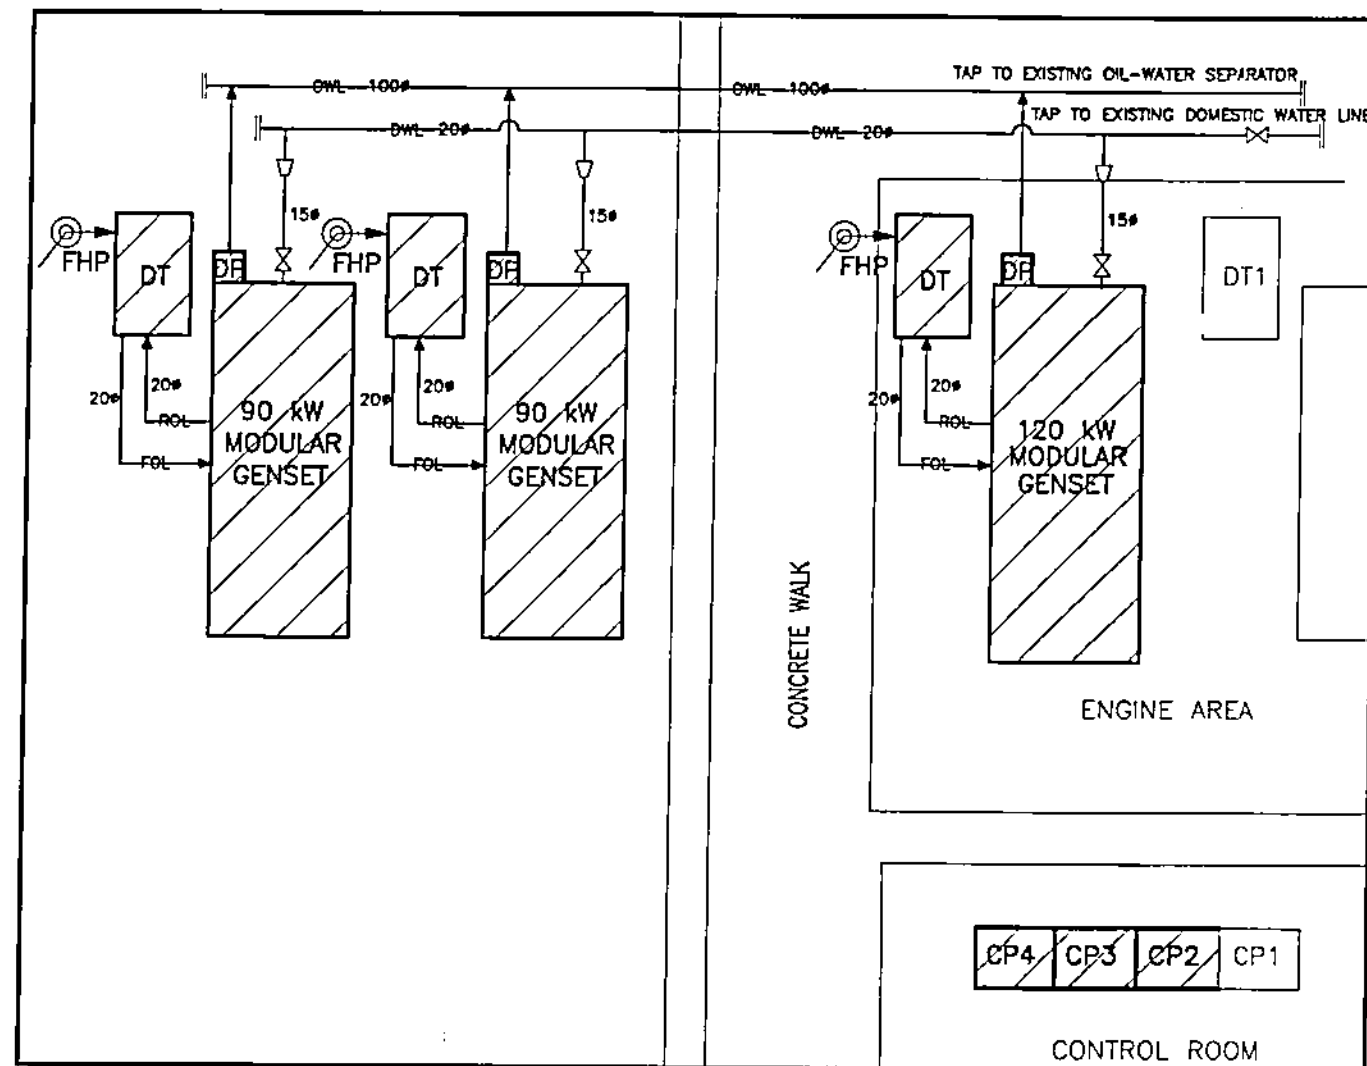 TAP TO EXISTING OIL-WATER SEPARATOR
OWL 100ø
OWL 100ø
TAP TO EXISTING DOMESTIC WATER LINE
DWL 20ø
DWL 20ø
15ø
15ø
15ø
FHP
DT
DP
FHP
DT
DP
FHP
DT
DP
DT1
20ø
20ø
ROL
FOL
20ø
20ø
ROL
FOL
20ø
20ø
ROL
FOL
90 kW
MODULAR
GENSET
90 kW
MODULAR
GENSET
120 kW
MODULAR
GENSET
CONCRETE WALK
ENGINE AREA
CP4
CP3
CP2
CP1
CONTROL ROOM